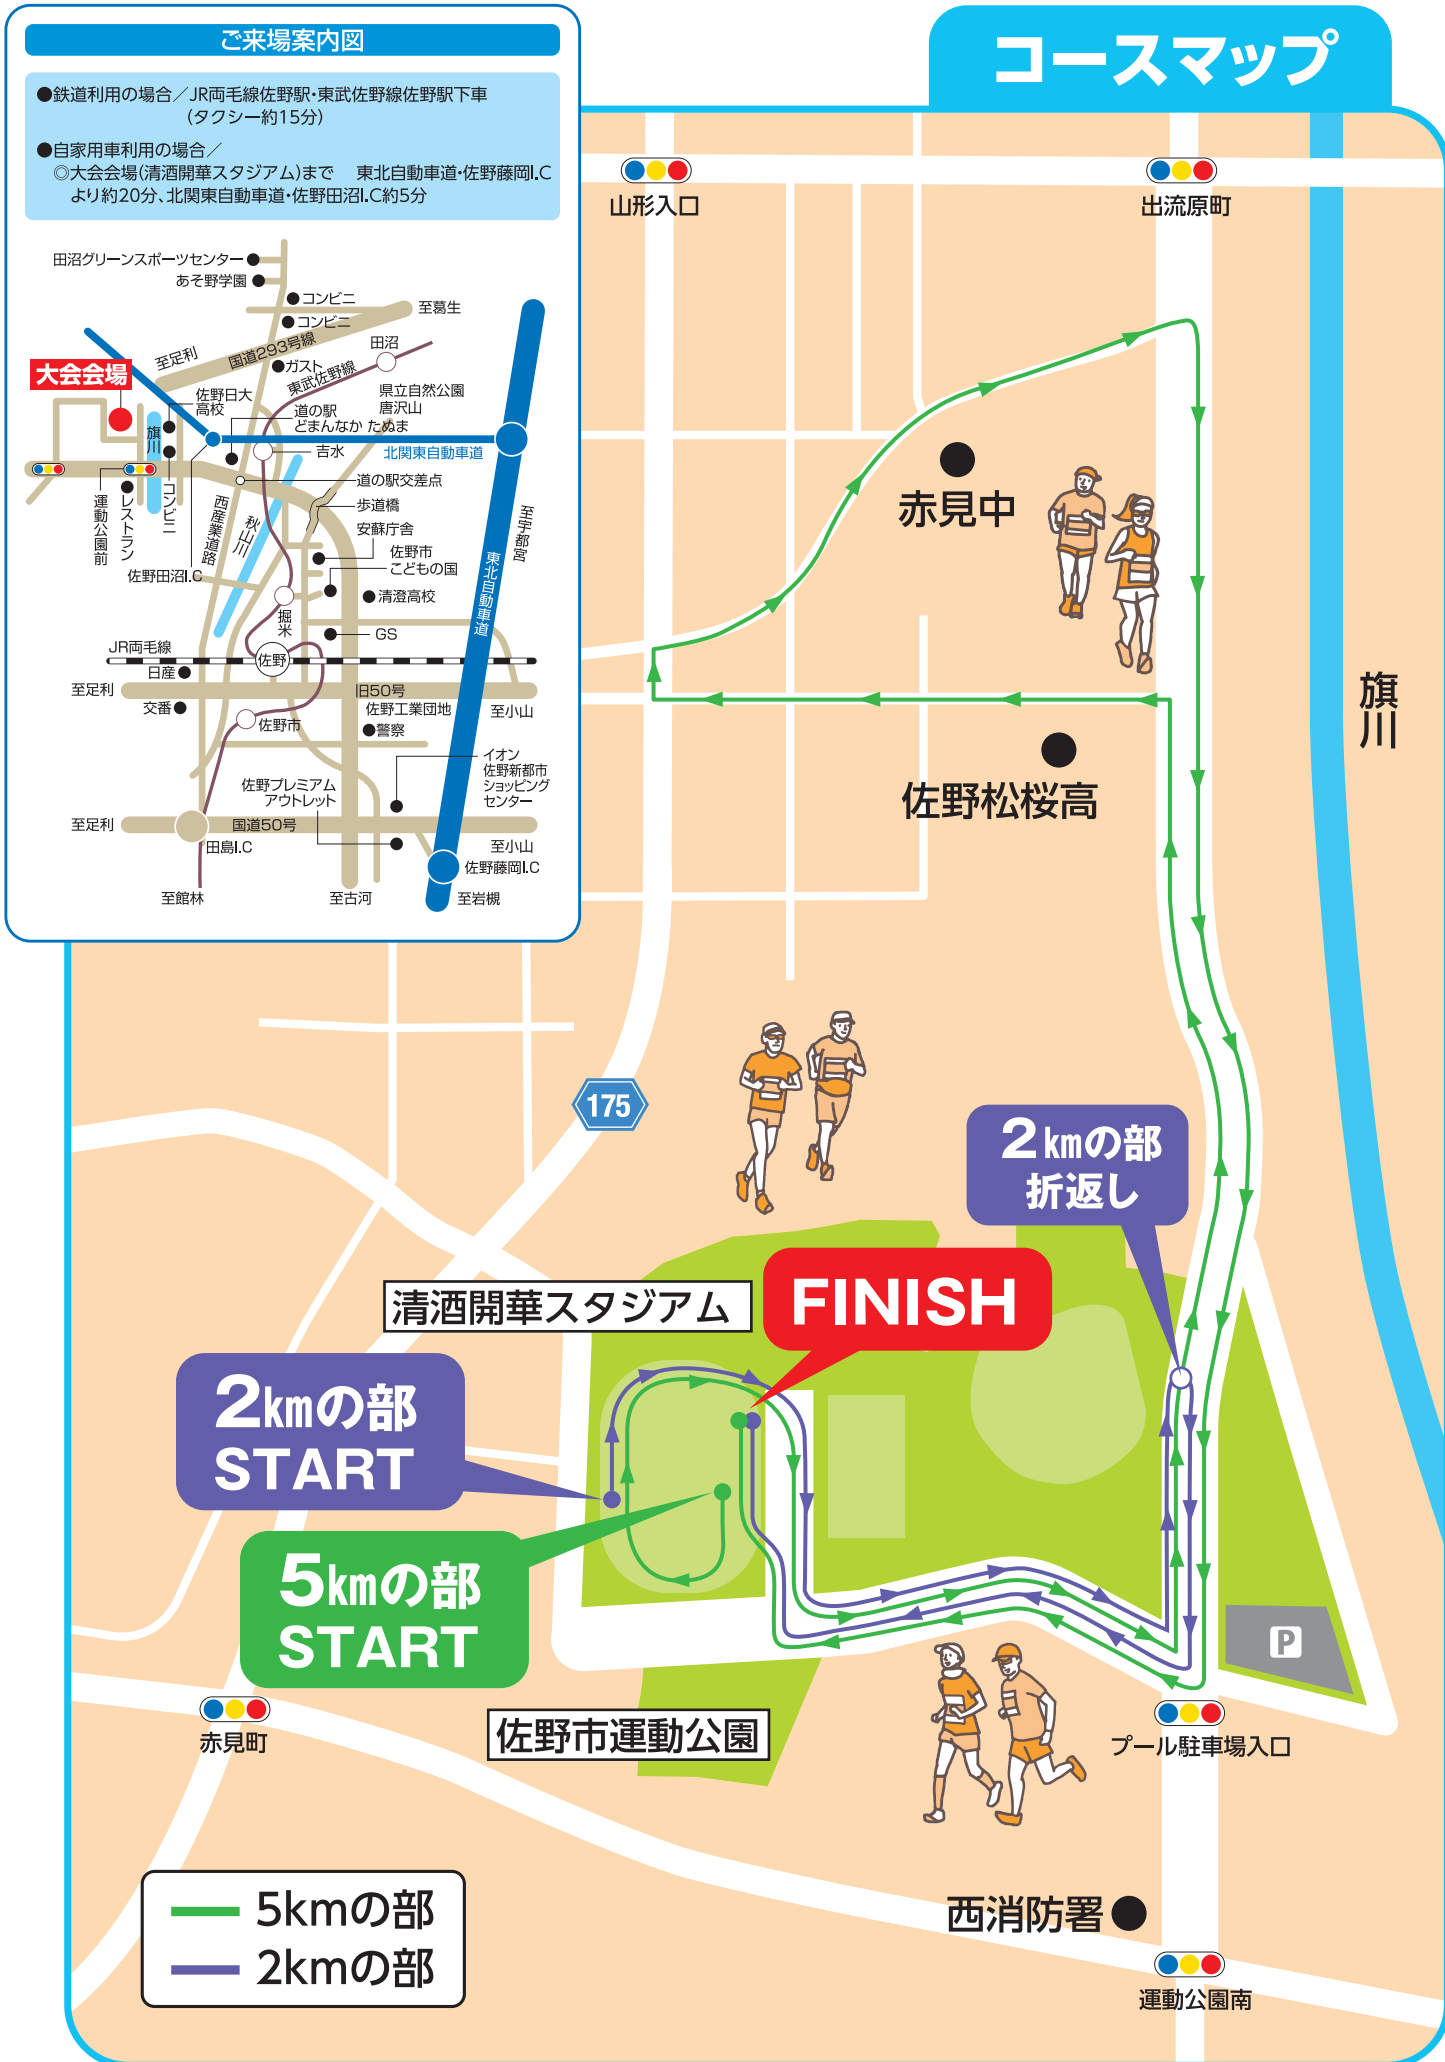 ご来場案内図
●鉄道利用の場合／JR両毛線佐野駅・東武佐野線佐野駅下車
(タクシー約15分)
●自家用車利用の場合／
◎大会会場(清酒開華スタジアム)まで 東北自動車道・佐野藤岡I.C
より約20分、北関東自動車道・佐野田沼I.C約5分
田沼グリーンスポーツセンター
あそ野学園
コンビニ
コンビニ
至葛生
至足利
国道293号線
田沼
ガスト
東武佐野線
大会会場
佐野日大
高校
道の駅
どまんなか たぬま
県立自然公園
唐沢山
旗川
吉水
北関東自動車道
道の駅交差点
運動公園前
レストラン
コンビニ
西産業道路
秋山川
歩道橋
安蘇庁舎
至宇都宮
佐野市
こどもの国
東北自動車道
佐野田沼I.C
清澄高校
堀米
GS
JR両毛線
佐野
日産
至足利
旧50号
交番
佐野市
佐野工業団地
至小山
警察
イオン
佐野新都市
ショッピング
センター
佐野プレミアム
アウトレット
至足利
国道50号
田島I.C
至小山
佐野藤岡I.C
至館林
至古河
至岩槻
コースマップ
山形入口
出流原町
赤見中
旗川
佐野松桜高
175
2kmの部
折返し
清酒開華スタジアム
FINISH
2kmの部
START
5kmの部
START
P
赤見町
佐野市運動公園
プール駐車場入口
5kmの部
2kmの部
西消防署
運動公園南